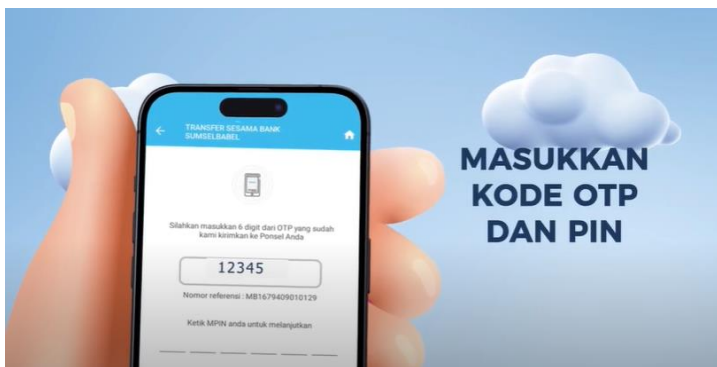 TRANSFER SESAMA BANK
SUMSELBABEL
Silahkan masukkan 6 digit dari OTP yang sudah
kami kirimkan ke Ponsel Anda
12345
Nomor referensi : MB1679409010129
Ketik MPIN anda untuk melanjutkan
MASUKKAN
KODE OTP
DAN PIN